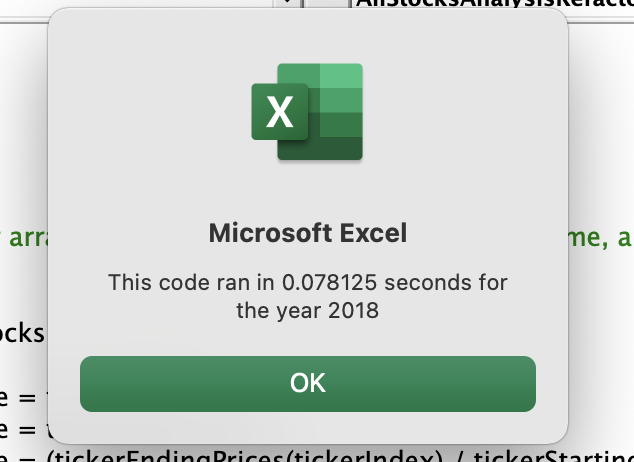 AllStocksAnalysisRefacto
X
Microsoft Excel
arra
me, a
This code ran in 0.078125 seconds for
the year 2018
ocks
OK
e =
e = t
e = (tickerEndingPrices(tickerIndex) / tickerStarting